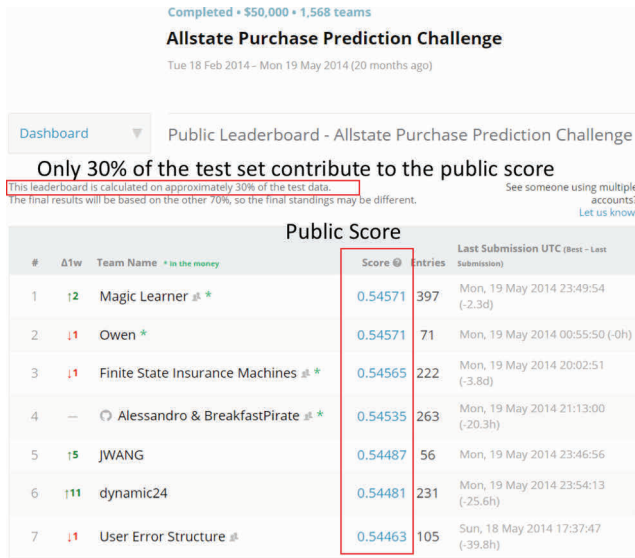 Completed • $50,000 • 1,568 teams
Allstate Purchase Prediction Challenge
Tue 18 Feb 2014 – Mon 19 May 2014 (20 months ago)
Dashboard ▼ Public Leaderboard - Allstate Purchase Prediction Challenge
Only 30% of the test set contribute to the public score
This leaderboard is calculated on approximately 30% of the test data.
The final results will be based on the other 70%, so the final standings may be different.
See someone using multiple
accounts?
Let us know
Public Score
# Δ1w Team Name * in the money Score Entries Last Submission UTC (Best – Last Submission)
1 ↑2 Magic Learner * 0.54571 397 Mon, 19 May 2014 23:49:54 (-2.3d)
2 ↓1 Owen * 0.54571 71 Mon, 19 May 2014 00:55:50 (-0h)
3 ↓1 Finite State Insurance Machines * 0.54565 222 Mon, 19 May 2014 20:02:51 (-3.8d)
4 — Alessandro & BreakfastPirate * 0.54535 263 Mon, 19 May 2014 21:13:00 (-20.3h)
5 ↑5 JWANG 0.54487 56 Mon, 19 May 2014 23:46:56
6 ↑11 dynamic24 0.54481 231 Mon, 19 May 2014 23:54:13 (-25.6h)
7 ↓1 User Error Structure 0.54463 105 Sun, 18 May 2014 17:37:47 (-39.8h)